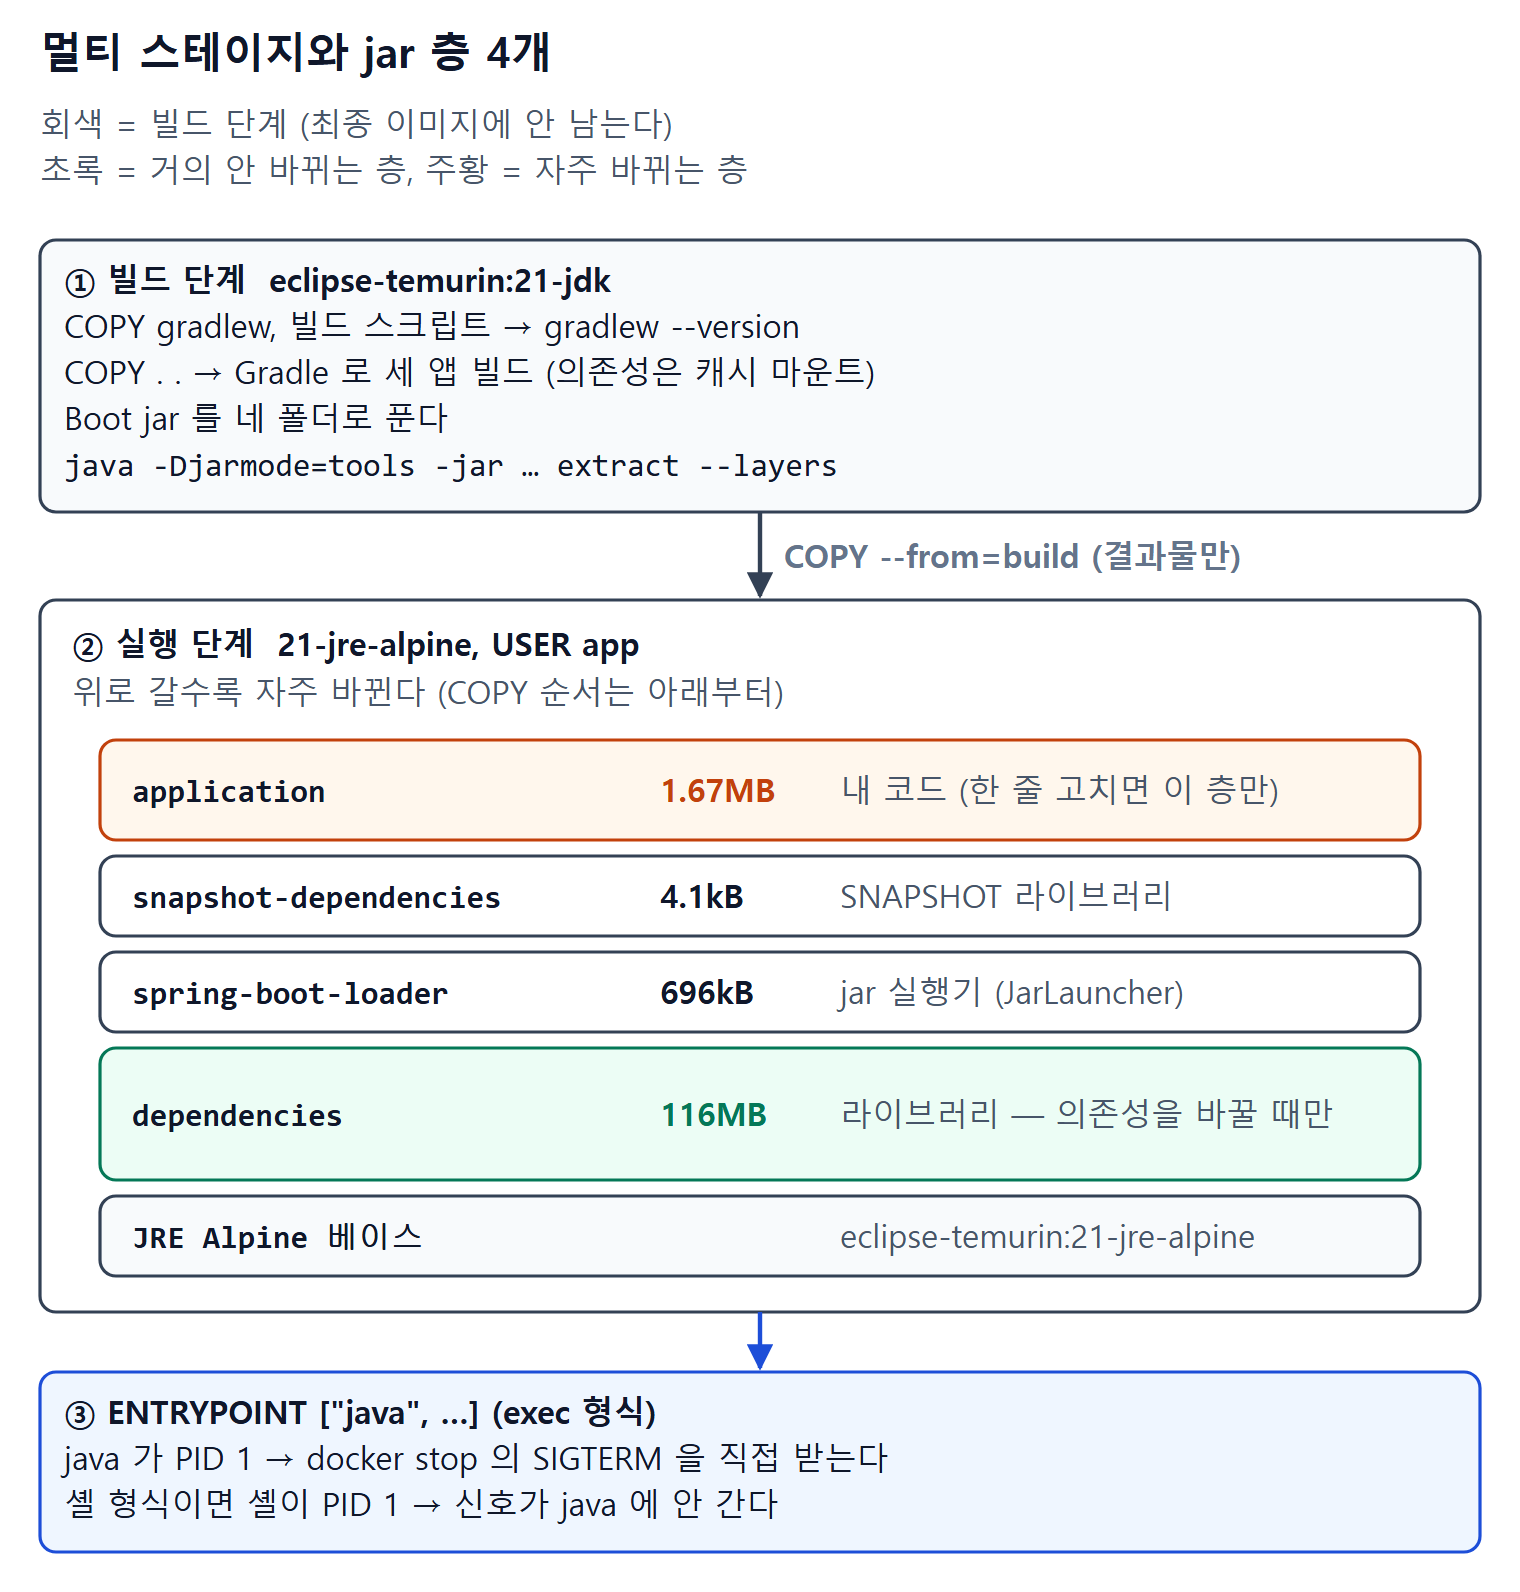 멀티 스테이지와 jar 층 4개
회색 = 빌드 단계 (최종 이미지에 안 남는다)
초록 = 거의 안 바뀌는 층, 주황 = 자주 바뀌는 층
① 빌드 단계 eclipse-temurin:21-jdk
COPY gradlew, 빌드 스크립트 → gradlew --version
COPY . . → Gradle 로 세 앱 빌드 (의존성은 캐시 마운트)
Boot jar 를 네 폴더로 푼다
java -Djarmode=tools -jar … extract --layers
COPY --from=build (결과물만)
② 실행 단계 21-jre-alpine, USER app
위로 갈수록 자주 바뀐다 (COPY 순서는 아래부터)
application 1.67MB 내 코드 (한 줄 고치면 이 층만)
snapshot-dependencies 4.1kB SNAPSHOT 라이브러리
spring-boot-loader 696kB jar 실행기 (JarLauncher)
dependencies 116MB 라이브러리 — 의존성을 바꿀 때만
JRE Alpine 베이스 eclipse-temurin:21-jre-alpine
③ ENTRYPOINT ["java", ...] (exec 형식)
java 가 PID 1 → docker stop 의 SIGTERM 을 직접 받는다
셸 형식이면 셸이 PID 1 → 신호가 java 에 안 간다